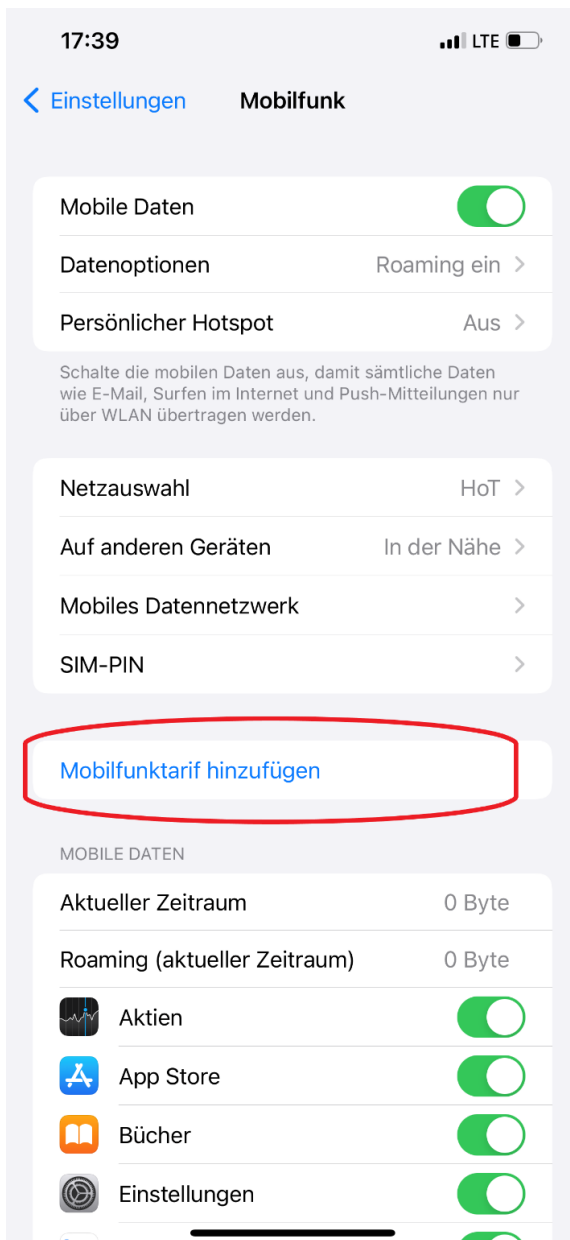 17:39 LTE
Einstellungen Mobilfunk
Mobile Daten
Datenoptionen Roaming ein
Persönlicher Hotspot Aus
Schalte die mobilen Daten aus, damit sämtliche Daten
wie E-Mail, Surfen im Internet und Push-Mitteilungen nur
über WLAN übertragen werden.
Netzauswahl HoT
Auf anderen Geräten In der Nähe
Mobiles Datennetzwerk
SIM-PIN
Mobilfunktarif hinzufügen
MOBILE DATEN
Aktueller Zeitraum 0 Byte
Roaming (aktueller Zeitraum) 0 Byte
Aktien
App Store
Bücher
Einstellungen